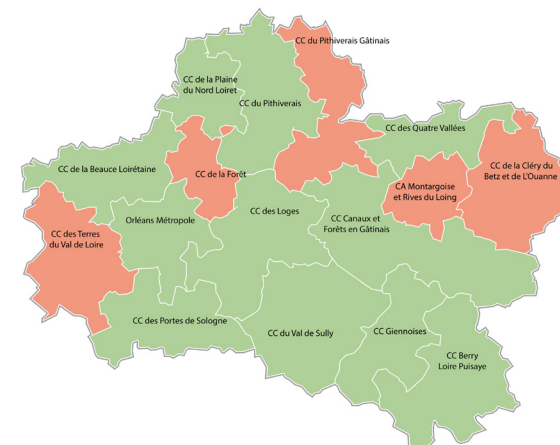 CC du Pithiverais Gâtinais
CC de la Plaine
du Nord Loiret
CC du Pithiverais
CC des Quatre Vallées
CC de la Beauce Loirétaine
CC de la Forêt
CA Montargoise
et Rives du Loing
CC de la Cléry du
Betz et de L'Ouanne
CC des Terres
du Val de Loire
Orléans Métropole
CC des Loges
CC Canaux et
Forêts en Gâtinais
CC des Portes de Sologne
CC du Val de Sully
CC Giennoises
CC Berry
Loire Puisaye